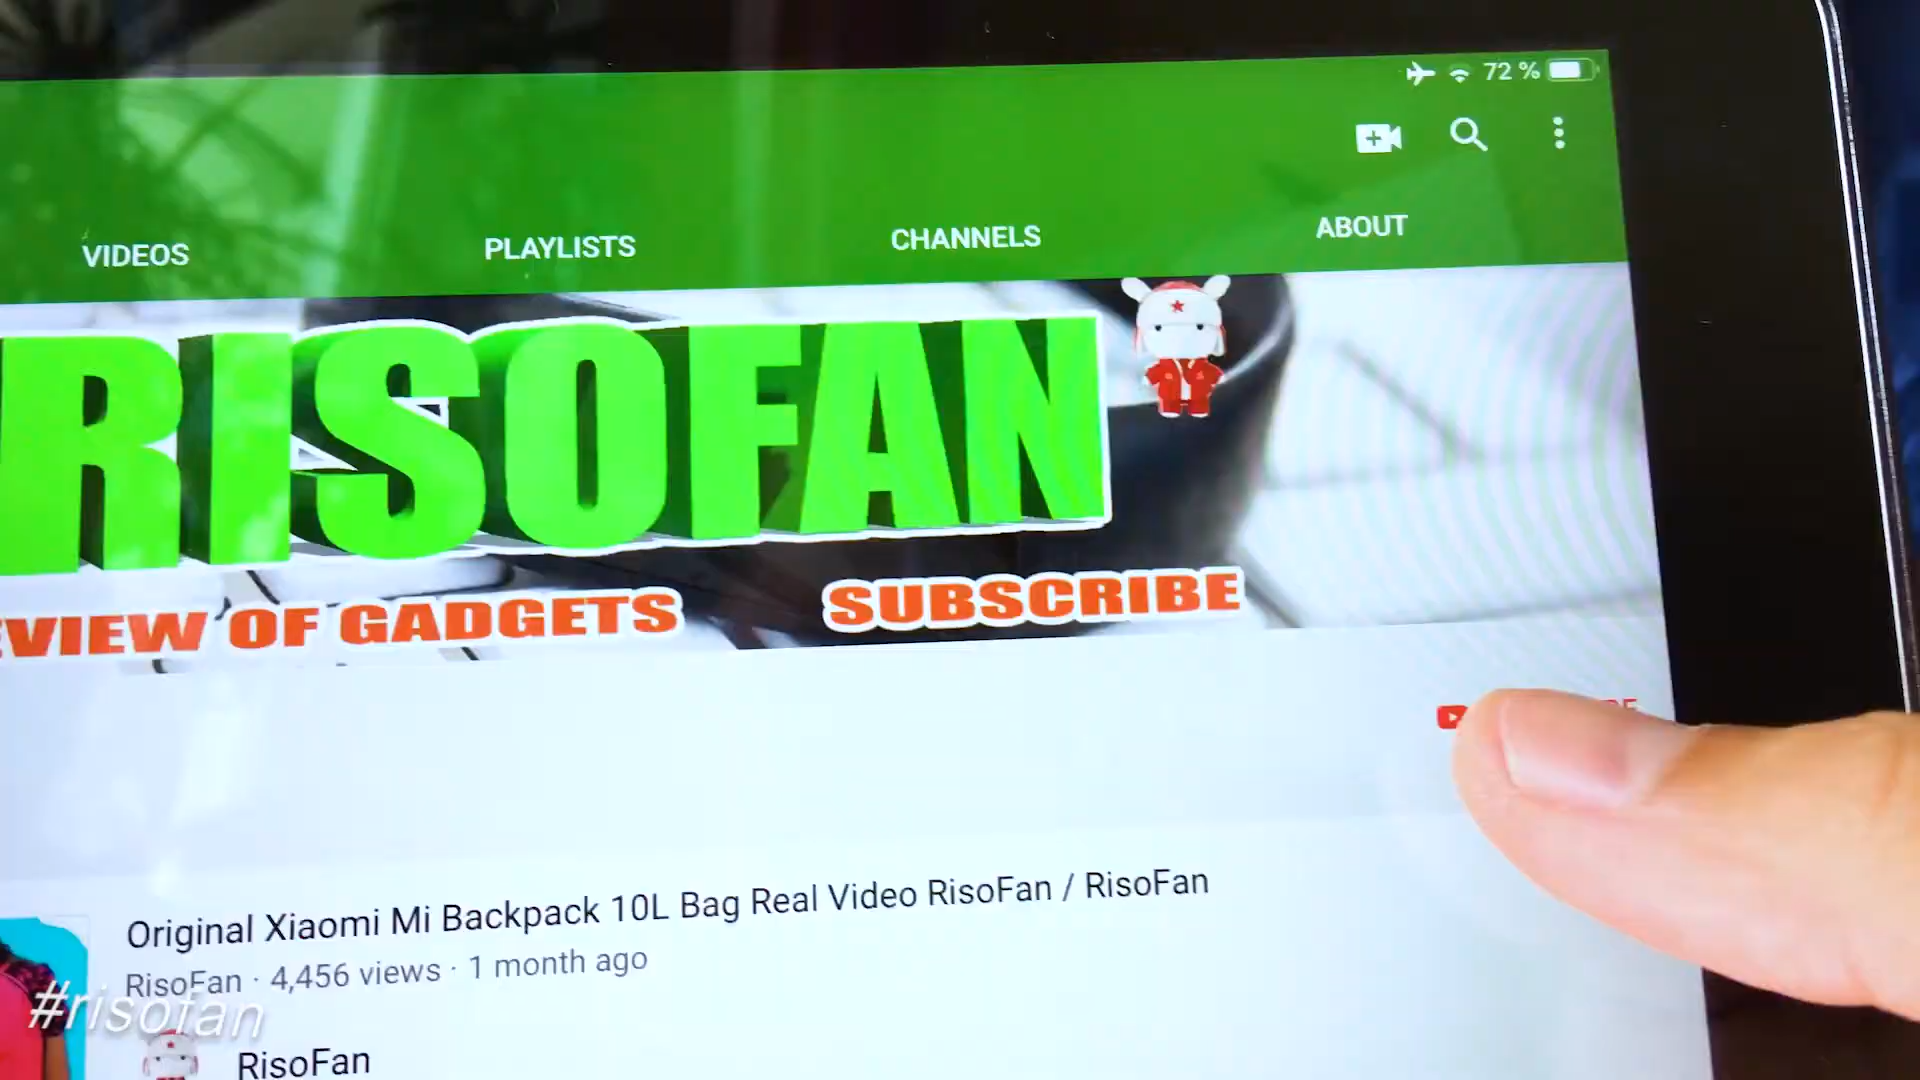 72 %
VIDEOS PLAYLISTS CHANNELS ABOUT
RISOFAN
EVIEW OF GADGETS SUBSCRIBE
Original Xiaomi Mi Backpack 10L Bag Real Video RisoFan / RisoFan
RisoFan · 4,456 views · 1 month ago
#risofan
RisoFan